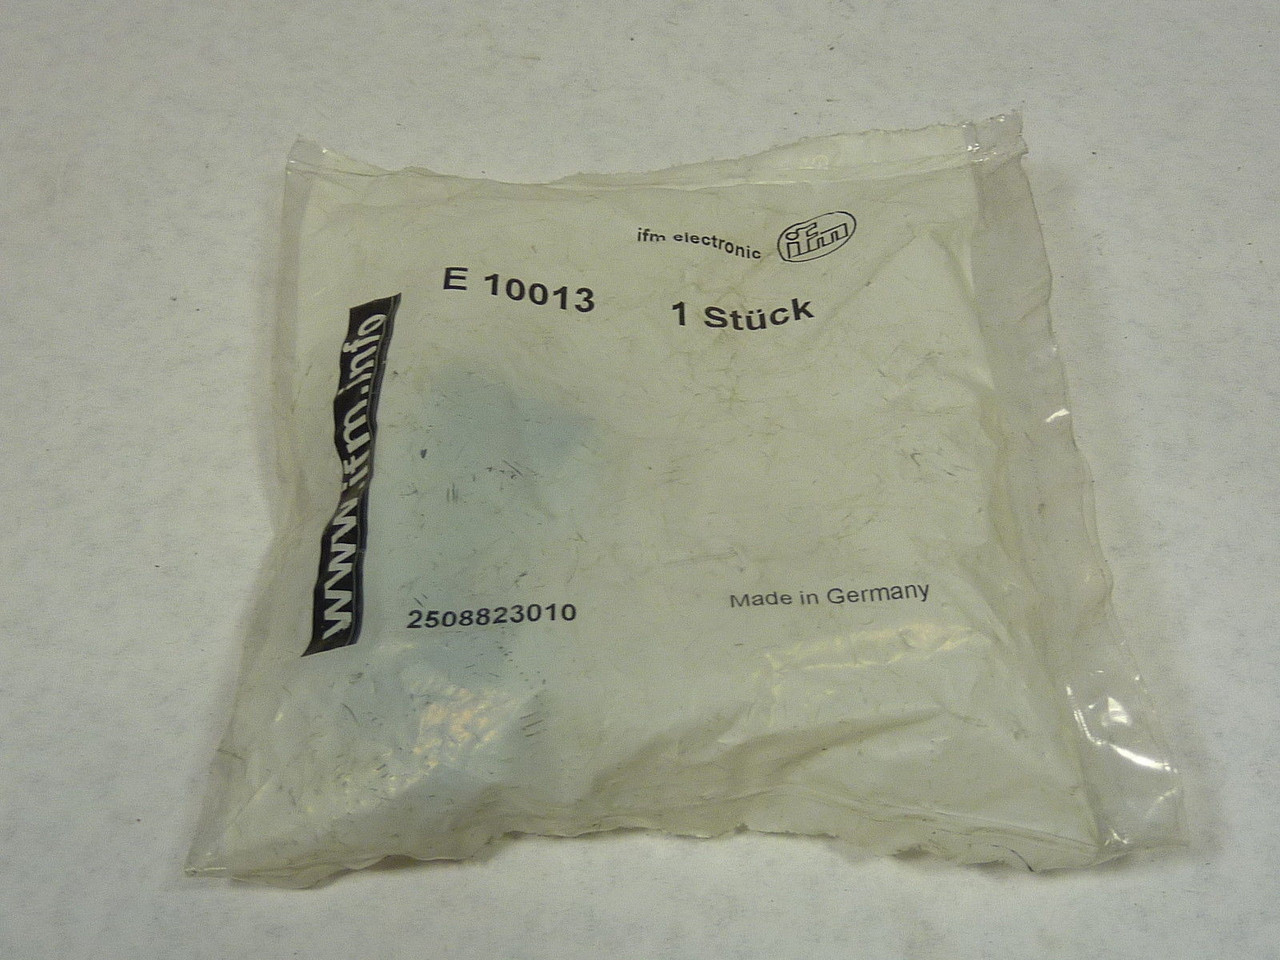 ifm electronic ifm
E 10013 1 Stück
www.ifm.info
2508823010 Made in Germany